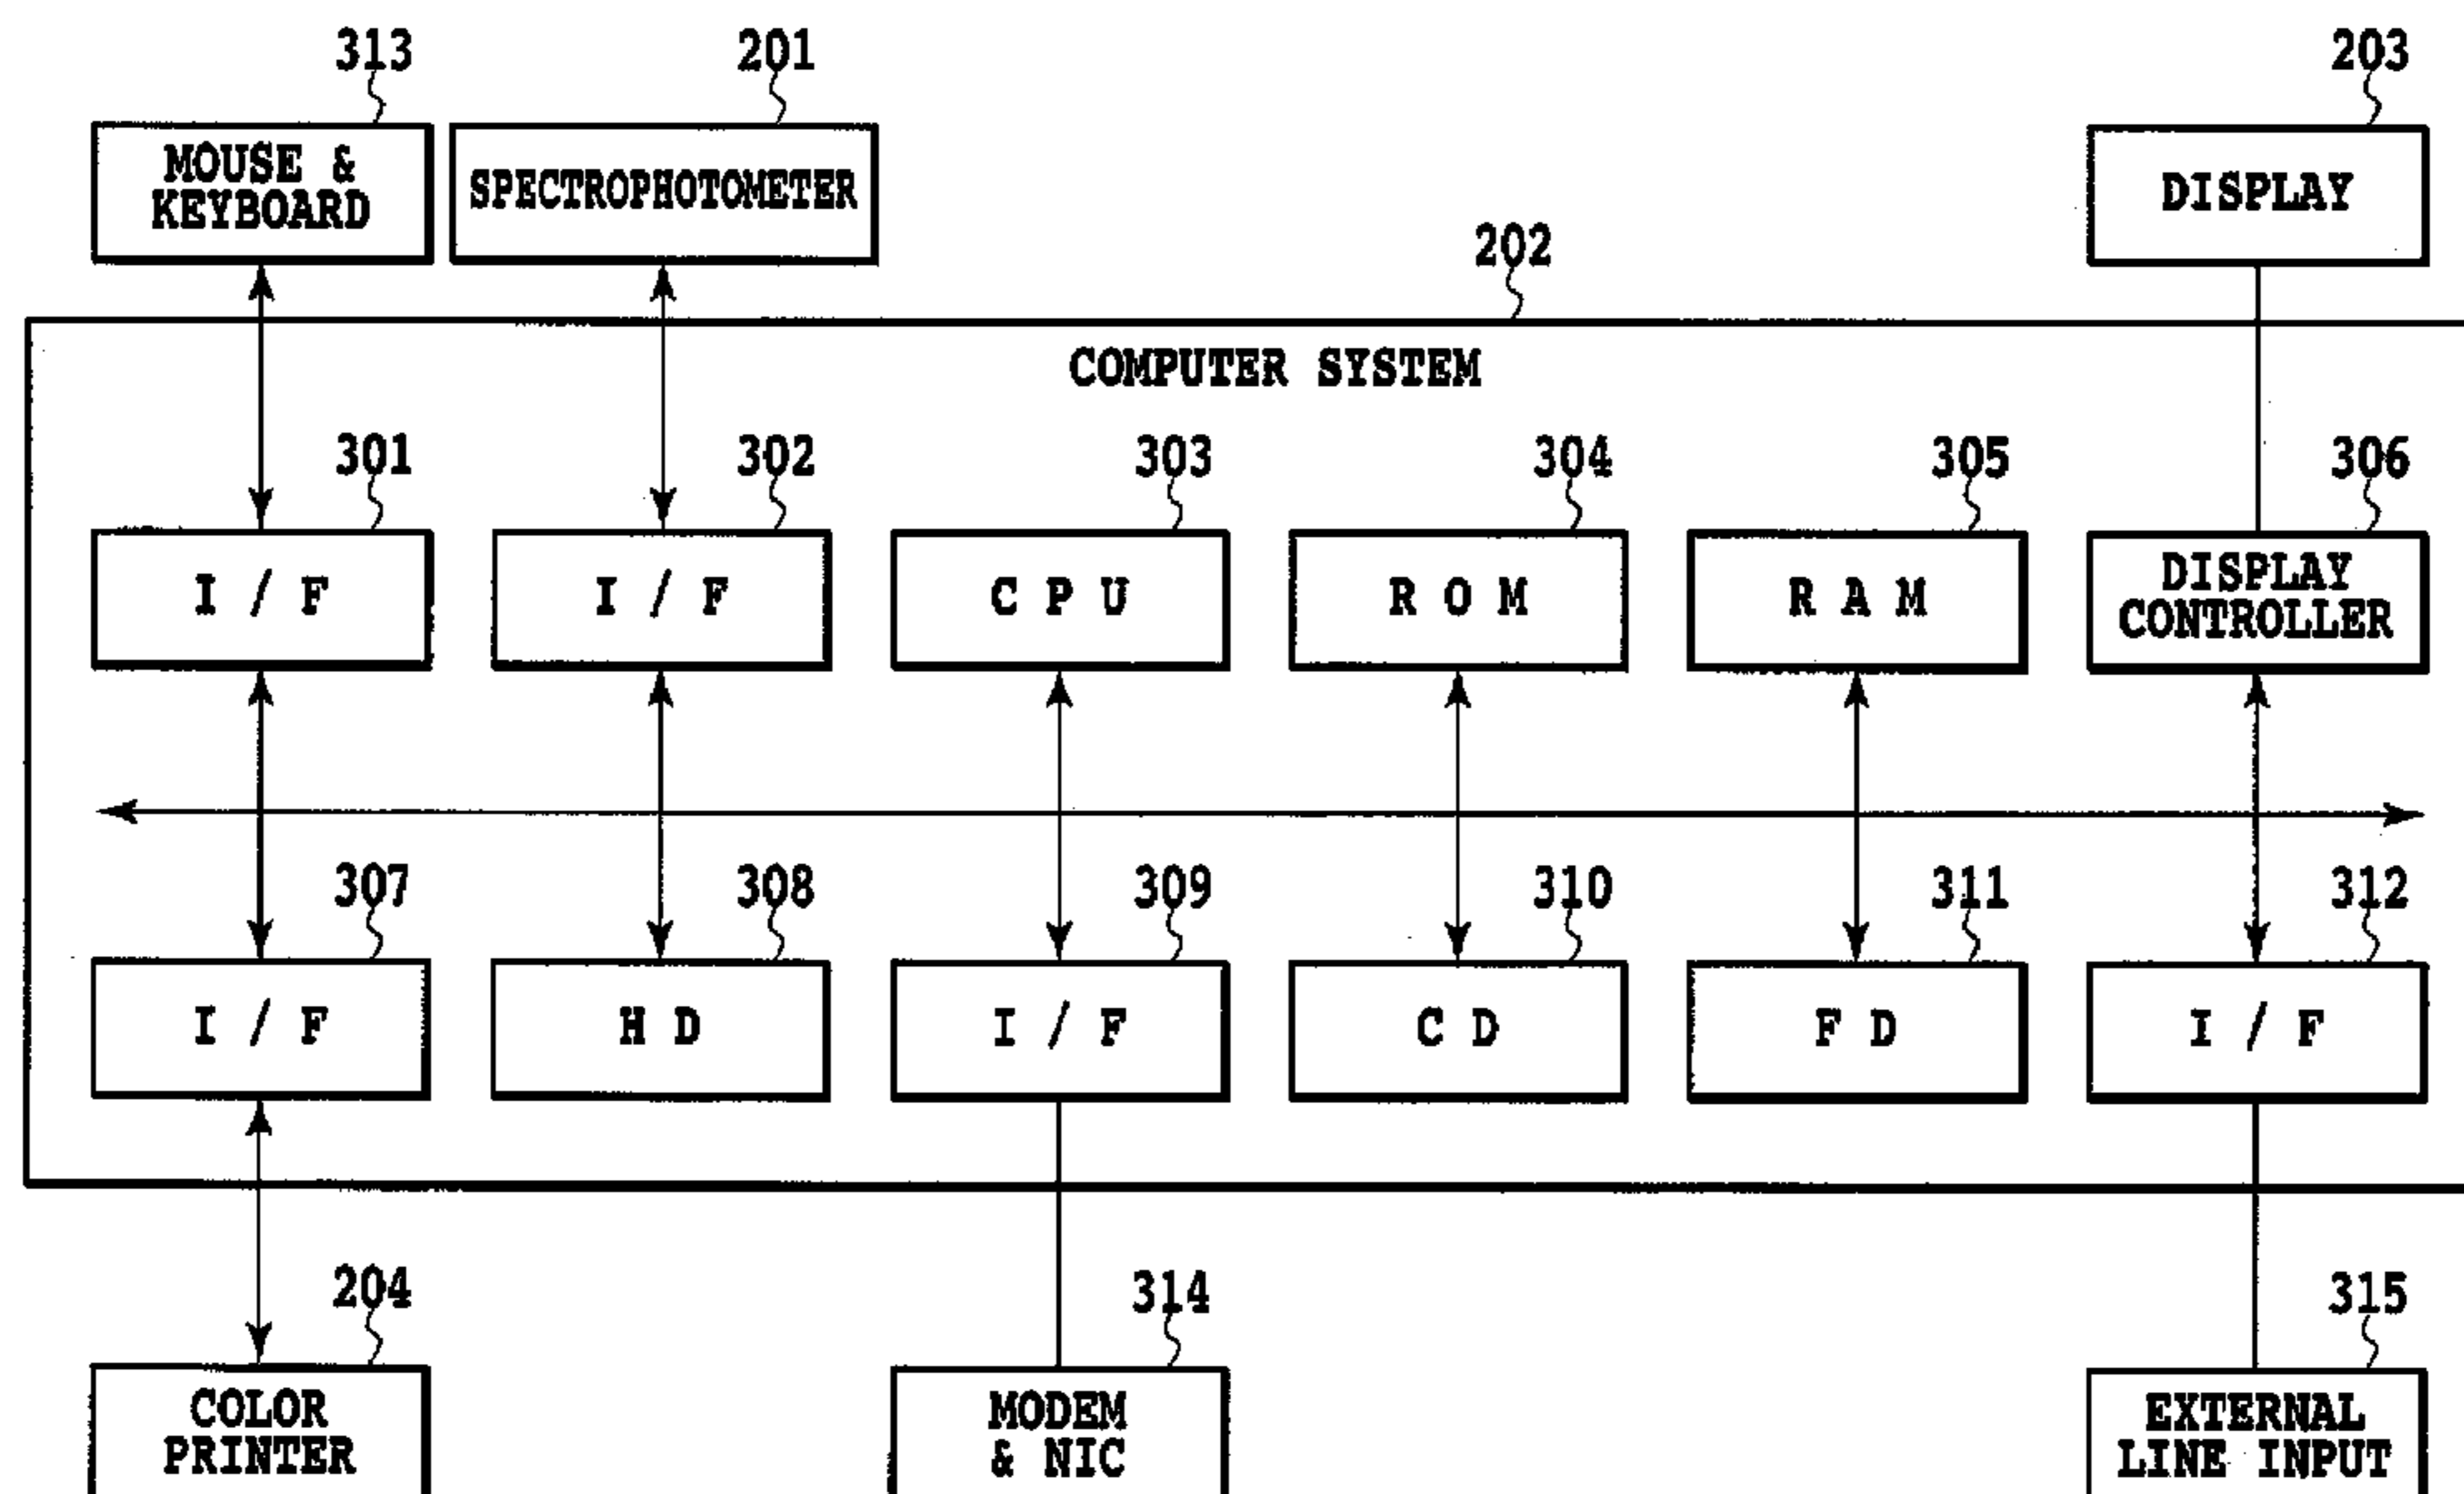 313
201
203
MOUSE &
KEYBOARD
SPECTROPHOTOMETER
DISPLAY
202
COMPUTER SYSTEM
301
302
303
304
305
306
I / F
I / F
C P U
R O M
R A M
DISPLAY
CONTROLLER
307
308
309
310
311
312
I / F
H D
I / F
C D
F D
I / F
204
314
315
COLOR
PRINTER
MODEM
& NIC
EXTERNAL
LINE INPUT